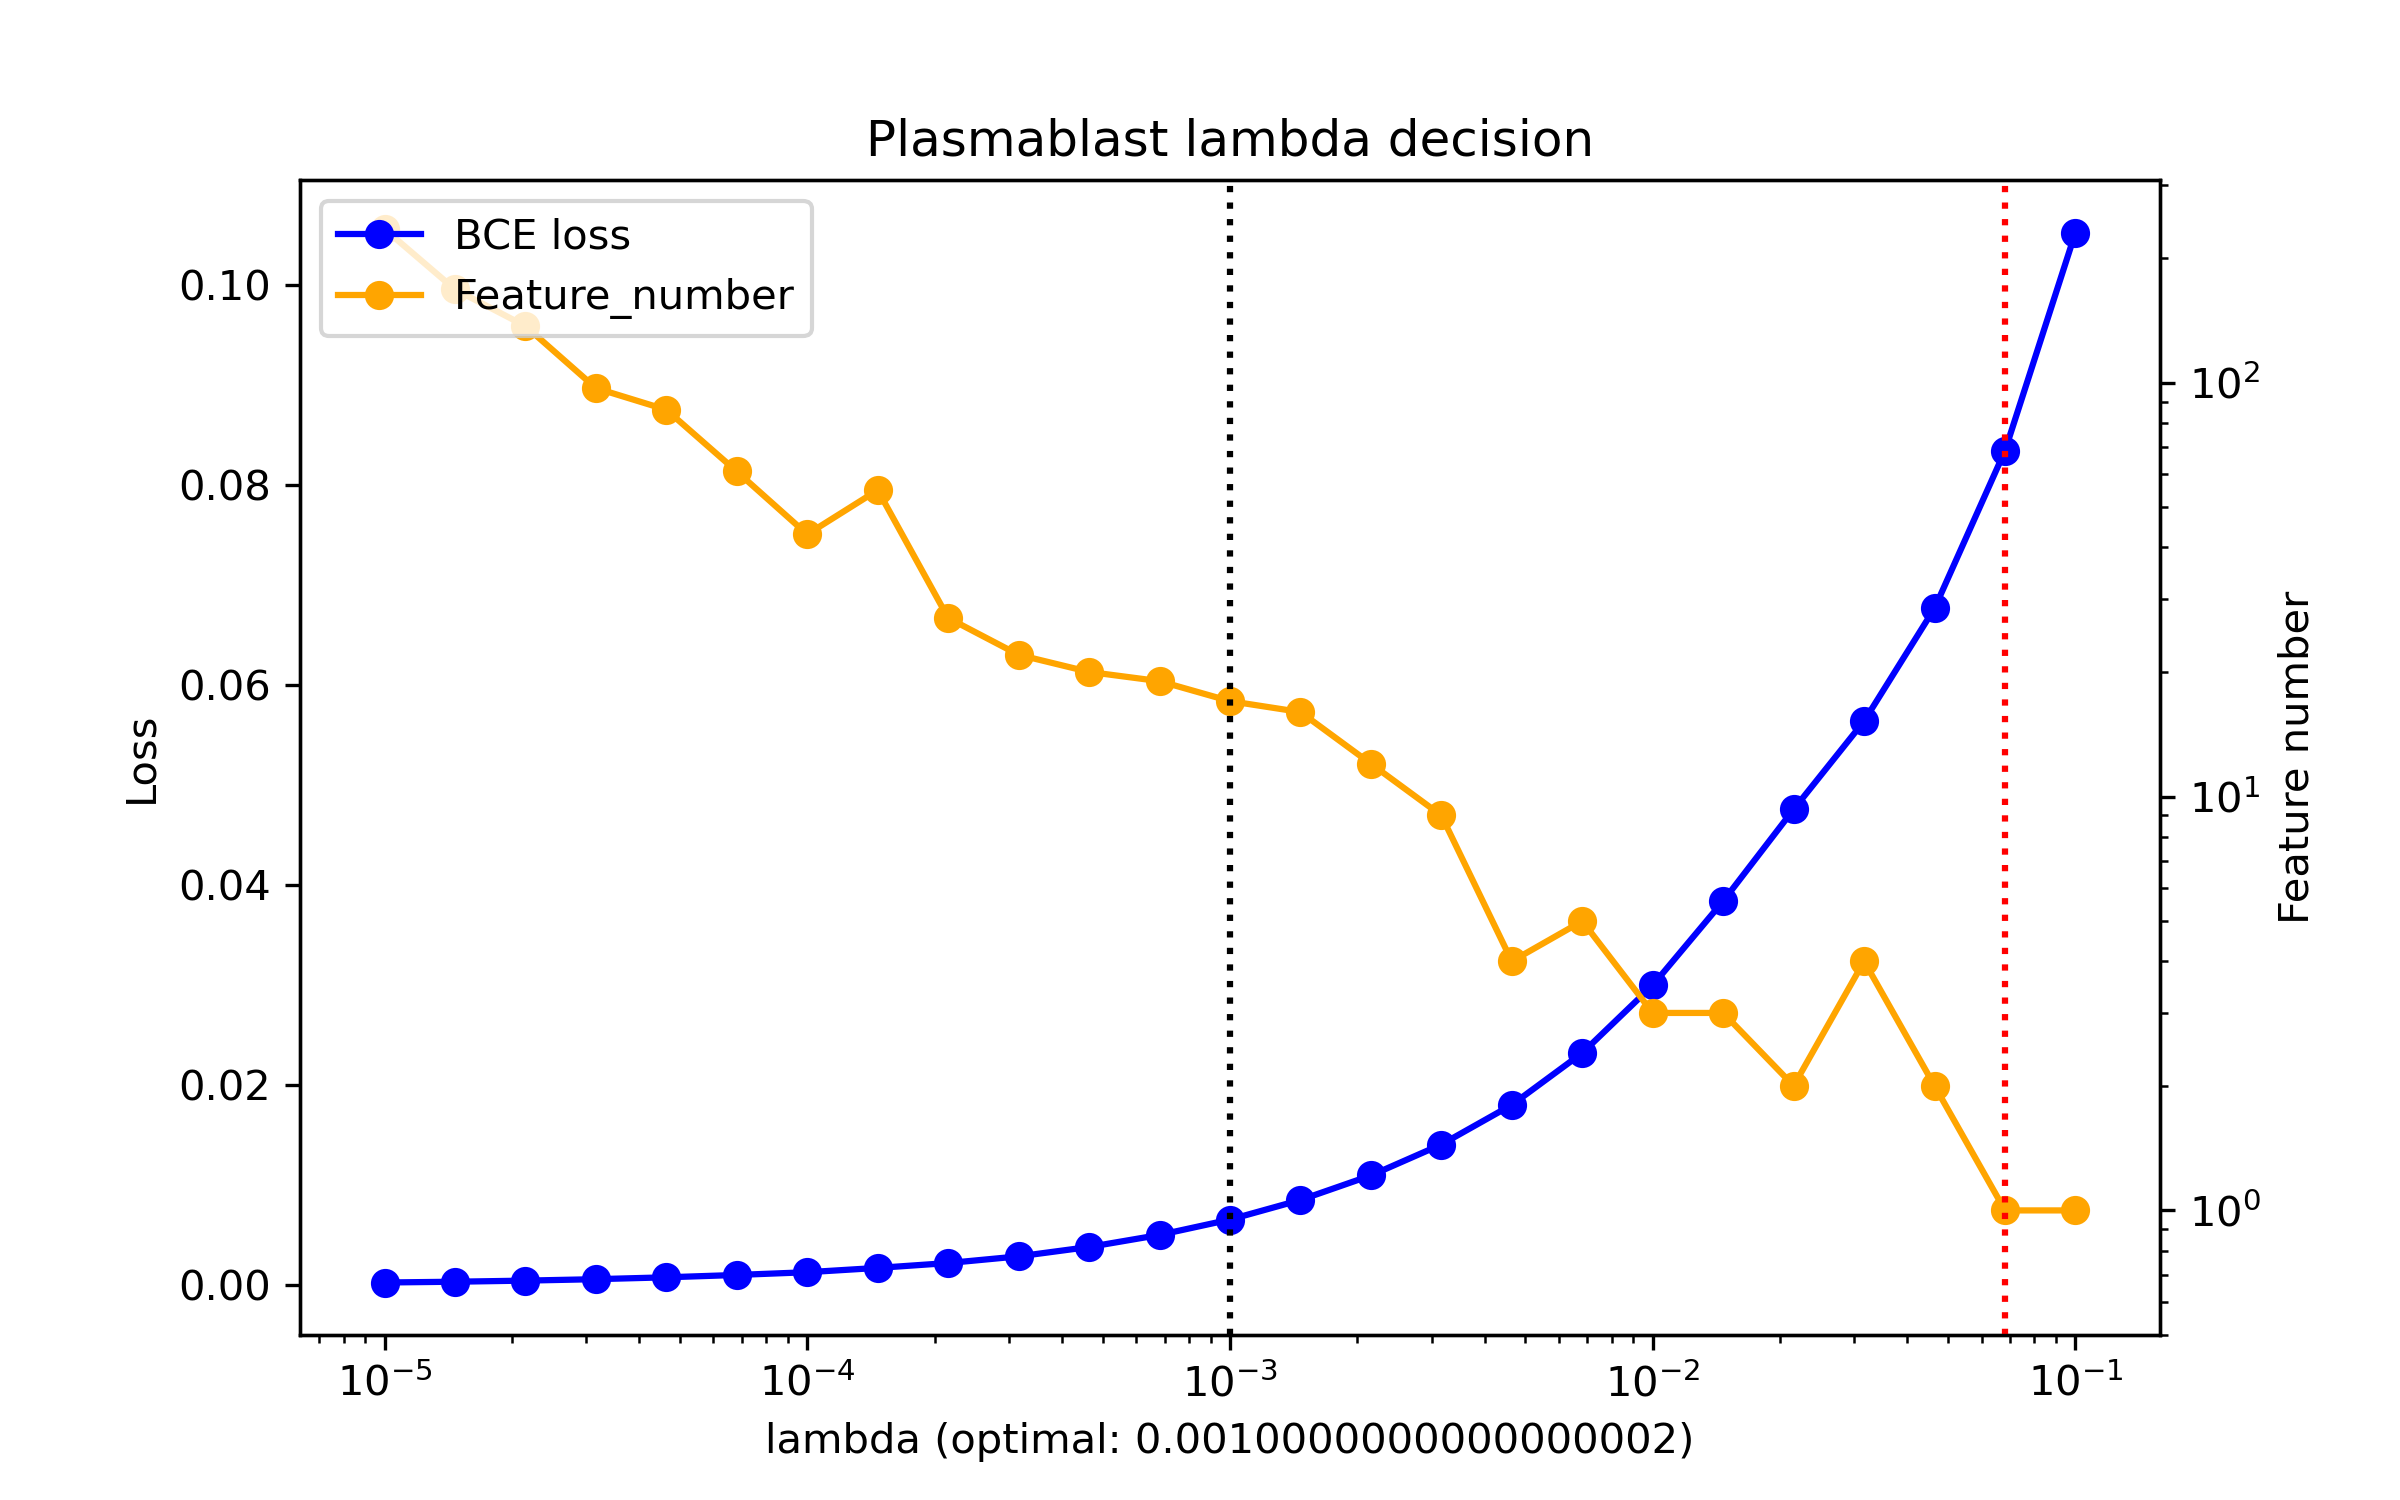 Plasmablast lambda decision
BCE loss
Feature_number
0.10
0.08
0.06
0.04
0.02
0.00
Loss
10²
10¹
10⁰
Feature number
10⁻⁵ 10⁻⁴ 10⁻³ 10⁻² 10⁻¹
lambda (optimal: 0.0010000000000000002)